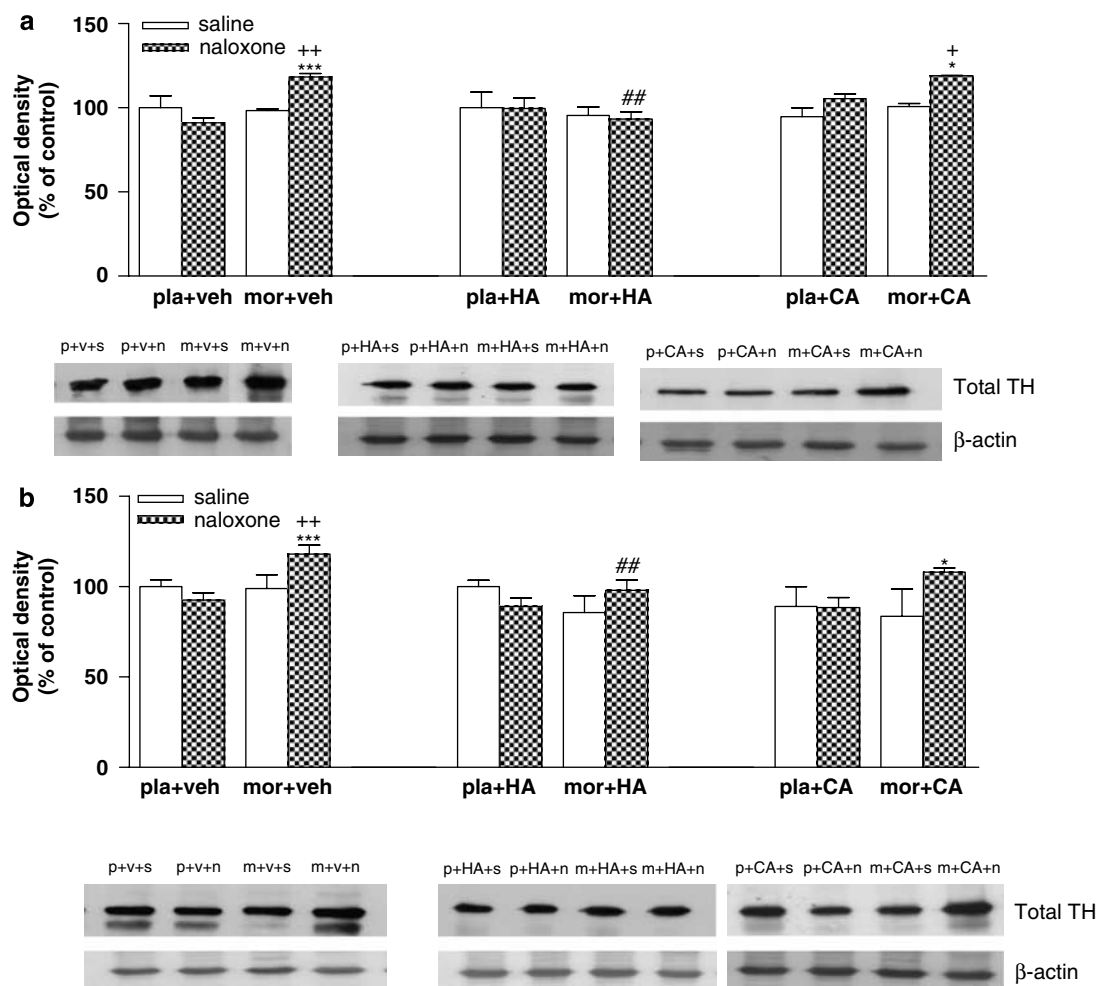 a
150
100
50
0
Optical density
(% of control)
saline
naloxone
++
***
##
+
*
pla+veh mor+veh pla+HA mor+HA pla+CA mor+CA
p+v+s p+v+n m+v+s m+v+n p+HA+s p+HA+n m+HA+s m+HA+n p+CA+s p+CA+n m+CA+s m+CA+n
Total TH
β-actin
b
150
100
50
0
Optical density
(% of control)
saline
naloxone
++
***
##
*
pla+veh mor+veh pla+HA mor+HA pla+CA mor+CA
p+v+s p+v+n m+v+s m+v+n p+HA+s p+HA+n m+HA+s m+HA+n p+CA+s p+CA+n m+CA+s m+CA+n
Total TH
β-actin